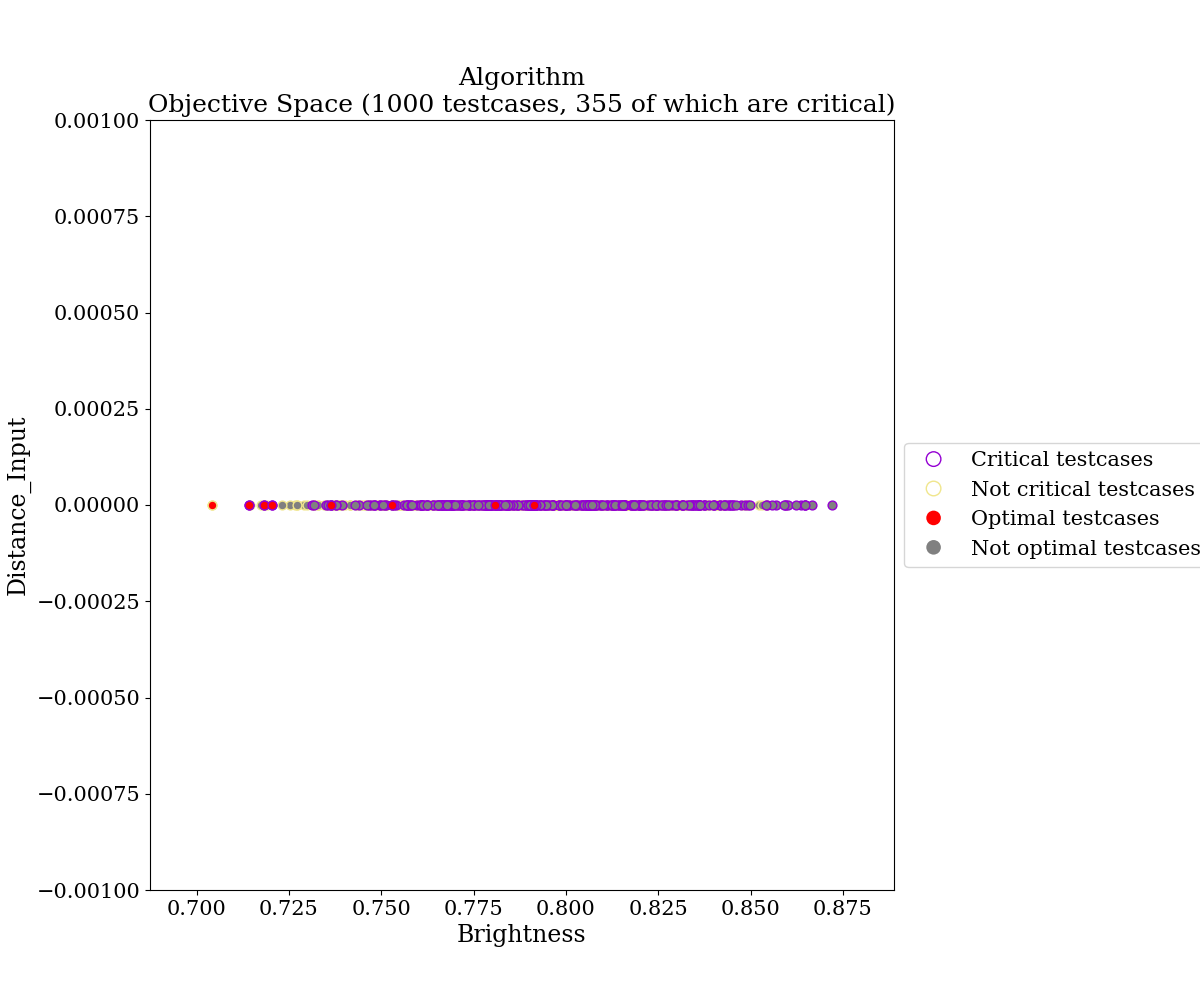 Algorithm
Objective Space (1000 testcases, 355 of which are critical)
0.00100
0.00075
0.00050
0.00025
0.00000
−0.00025
−0.00050
−0.00075
−0.00100
Distance_Input
0.700 0.725 0.750 0.775 0.800 0.825 0.850 0.875
Brightness
Critical testcases
Not critical testcases
Optimal testcases
Not optimal testcases